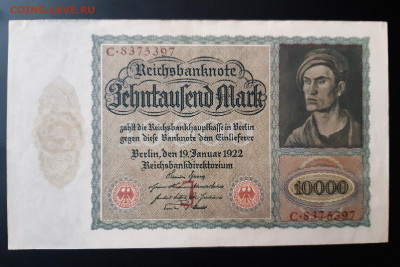 COINS.LAVE.RU
C·8375397
Reichsbanknote
Zehntausend Mark
zahlt die Reichsbankhauptkasse in Berlin
gegen diese Banknote dem Einlieferer
Berlin, den 19. Januar 1922
Reichsbankdirektorium
10000
C·8375397